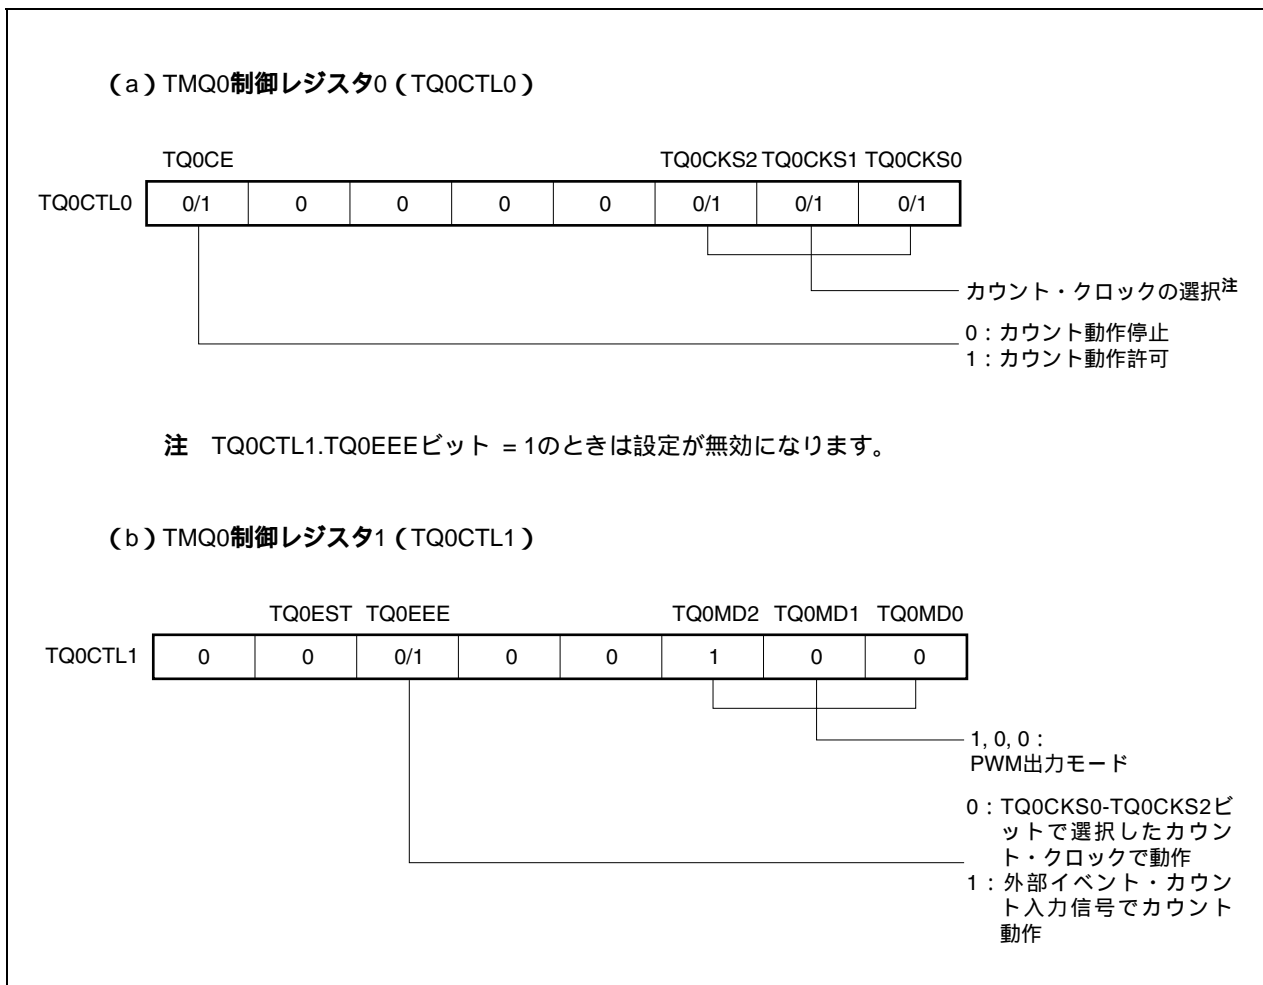 （a）TMQ0制御レジスタ0（TQ0CTL0）
TQ0CE TQ0CKS2 TQ0CKS1 TQ0CKS0
TQ0CTL0 0/1 0 0 0 0 0/1 0/1 0/1
カウント・クロックの選択注
0：カウント動作停止
1：カウント動作許可
注 TQ0CTL1.TQ0EEEビット = 1のときは設定が無効になります。
（b）TMQ0制御レジスタ1（TQ0CTL1）
TQ0EST TQ0EEE TQ0MD2 TQ0MD1 TQ0MD0
TQ0CTL1 0 0 0/1 0 0 1 0 0
1, 0, 0：
PWM出力モード
0：TQ0CKS0-TQ0CKS2ビ
ットで選択したカウン
ト・クロックで動作
1：外部イベント・カウン
ト入力信号でカウント
動作